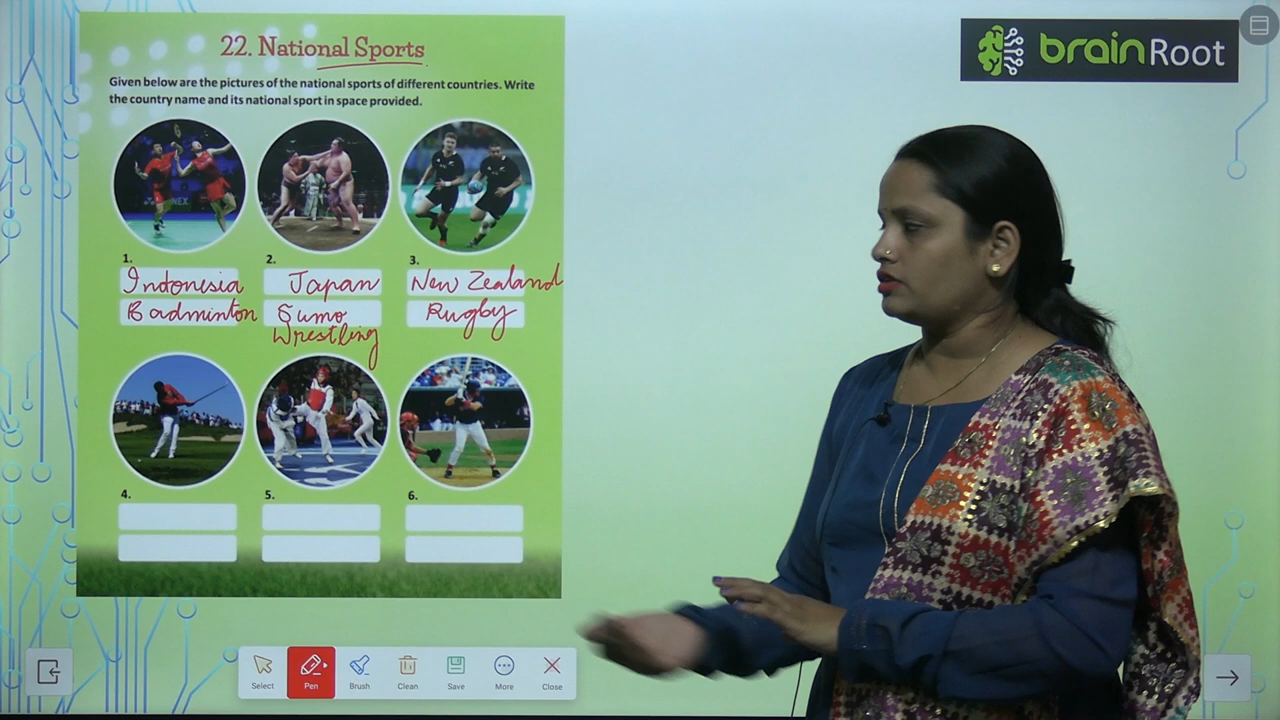 22. National Sports
Given below are the pictures of the national sports of different countries. Write
the country name and its national sport in space provided.
1.
Indonesia
Badminton
2.
Japan
Sumo
Wrestling
3.
New Zealand
Rugby
4.
5.
6.
brainRoot
Select
Pen
Brush
Clean
Save
More
Close